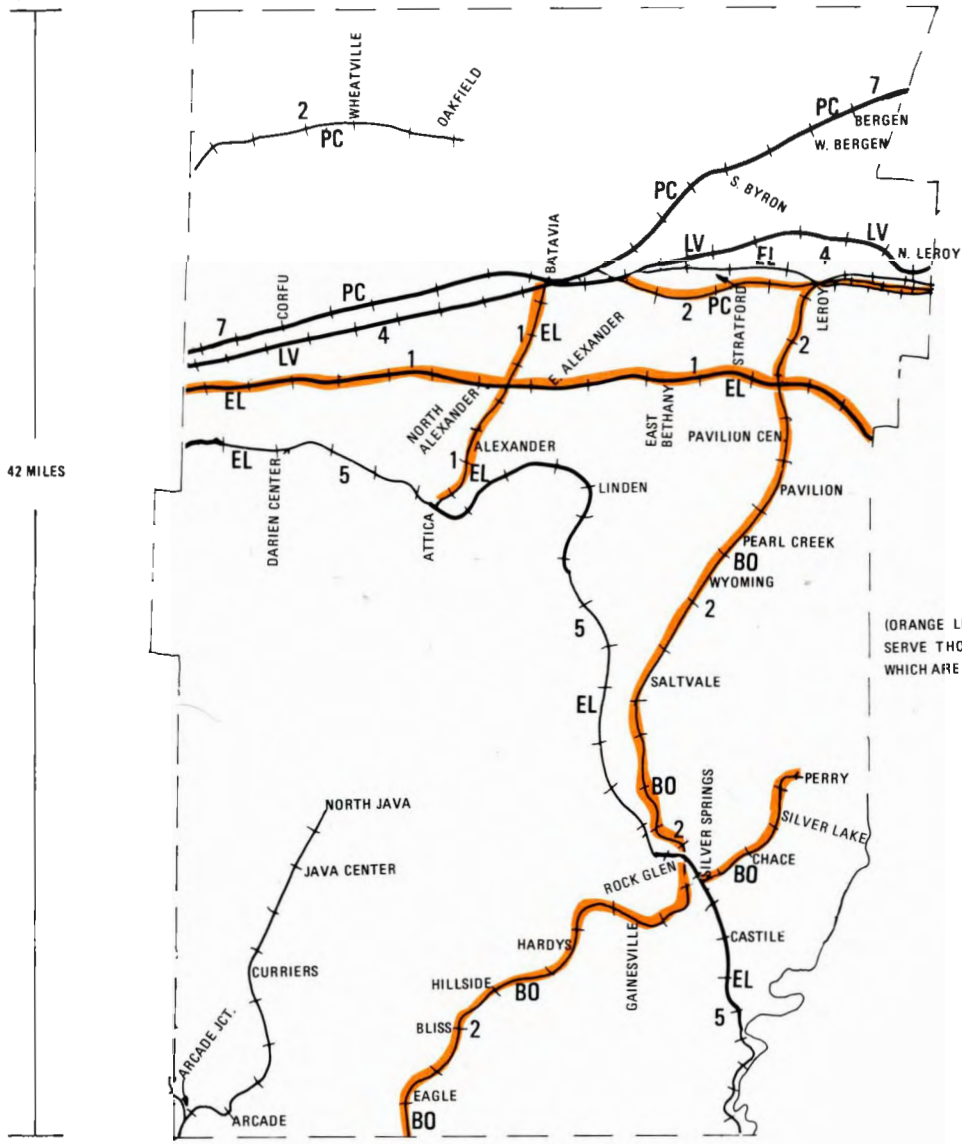 WHEATVILLE
OAKFIELD
2
PC
7
PC
BERGEN
W. BERGEN
PC
S. BYRON
BATAVIA
LV
EL
4
LV
N. LEROY
CORFU
PC
7
4
LV
1
EL
E. ALEXANDER
2
PC
STRATFORD
LEROY
2
1
EL
NORTH
ALEXANDER
EAST
BETHANY
1
EL
PAVILION CEN.
EL
DARIEN CENTER
5
ATTICA
1
EL
ALEXANDER
LINDEN
PAVILION
42 MILES
PEARL CREEK
BO
WYOMING
2
5
(ORANGE
SERVE
WHICH ARE
SALTVALE
EL
BO
2
SILVER SPRINGS
PERRY
SILVER LAKE
CHACE
BO
NORTH JAVA
JAVA CENTER
ROCK GLEN
CURRIERS
HARDYS
GAINESVILLE
CASTILE
HILLSIDE
BO
EL
BLISS
2
5
ARCADE JCT.
EAGLE
ARCADE
BO